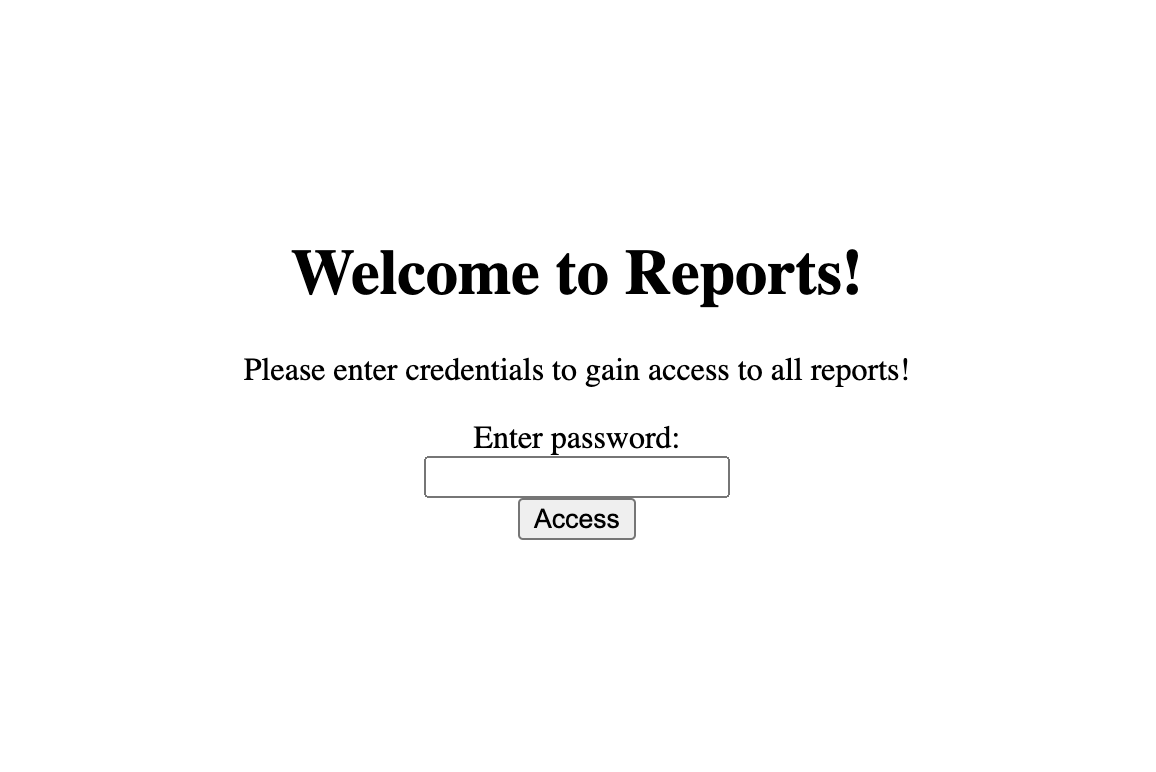 Welcome to Reports!
Please enter credentials to gain access to all reports!
Enter password:
Access